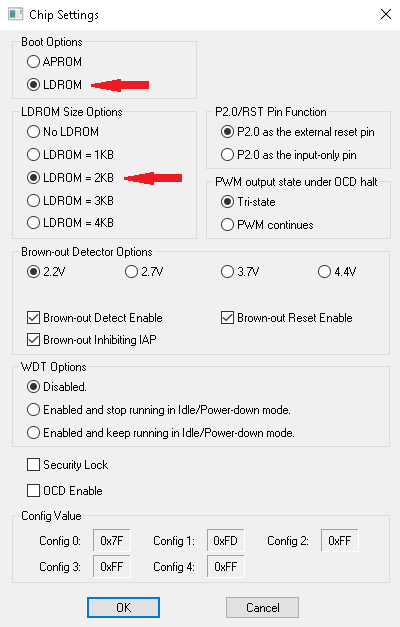 Chip Settings
Boot Options
APROM
LDROM
LDROM Size Options
No LDROM
LDROM = 1KB
LDROM = 2KB
LDROM = 3KB
LDROM = 4KB
P2.0/RST Pin Function
P2.0 as the external reset pin
P2.0 as the input-only pin
PWM output state under OCD halt
Tri-state
PWM continues
Brown-out Detector Options
2.2V 2.7V 3.7V 4.4V
Brown-out Detect Enable Brown-out Reset Enable
Brown-out Inhibiting IAP
WDT Options
Disabled.
Enabled and stop running in Idle/Power-down mode.
Enabled and keep running in Idle/Power-down mode.
Security Lock
OCD Enable
Config Value
Config 0: 0x7F Config 1: 0xFD Config 2: 0xFF
Config 3: 0xFF Config 4: 0xFF
OK Cancel